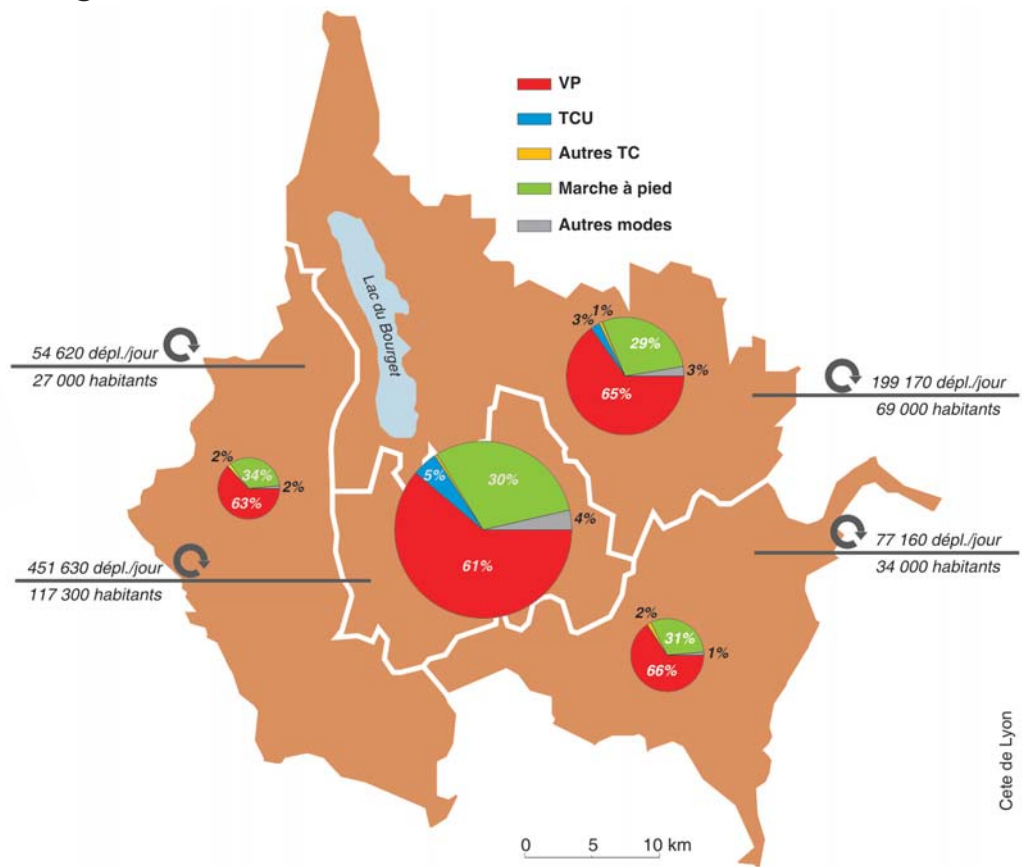 VP
TCU
Autres TC
Marche à pied
Autres modes
Lac du Bourget
54 620 dépl./jour
27 000 habitants
3%
1%
29%
3%
65%
199 170 dépl./jour
69 000 habitants
2%
34%
2%
63%
5%
30%
4%
61%
451 630 dépl./jour
117 300 habitants
77 160 dépl./jour
34 000 habitants
2%
31%
1%
66%
0 5 10 km
Cete de Lyon